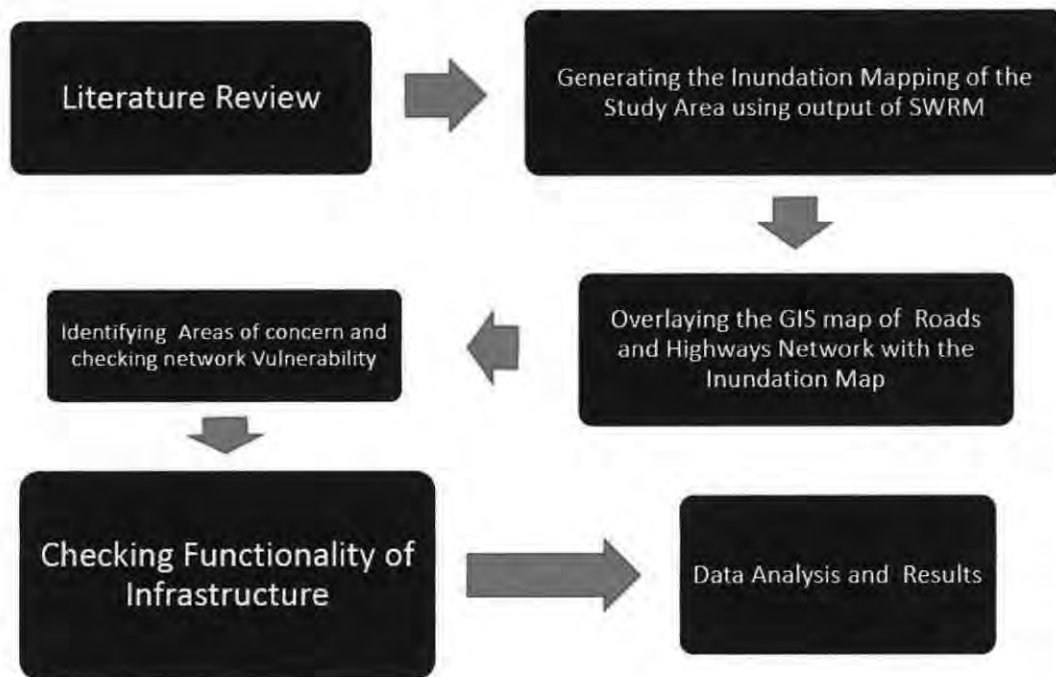 Literature Review
Generating the Inundation Mapping of the
Study Area using output of SWRM
Overlaying the GIS map of Roads
and Highways Network with the
Inundation Map
Identifying Areas of concern and
checking network Vulnerability
Checking Functionality of
Infrastructure
Data Analysis and Results